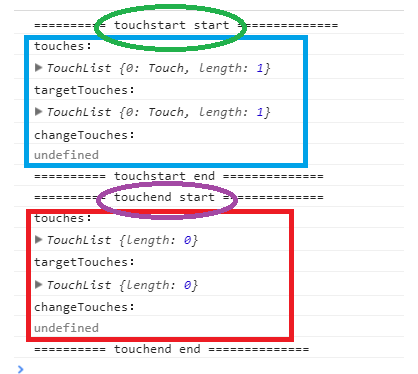 ========== touchstart start ==============
touches:
▶ TouchList {0: Touch, length: 1}
targetTouches:
▶ TouchList {0: Touch, length: 1}
changeTouches:
undefined
========== touchstart end ==============
========== touchend start ==============
touches:
▶ TouchList {length: 0}
targetTouches:
▶ TouchList {length: 0}
changeTouches:
undefined
========== touchend end ==============
>